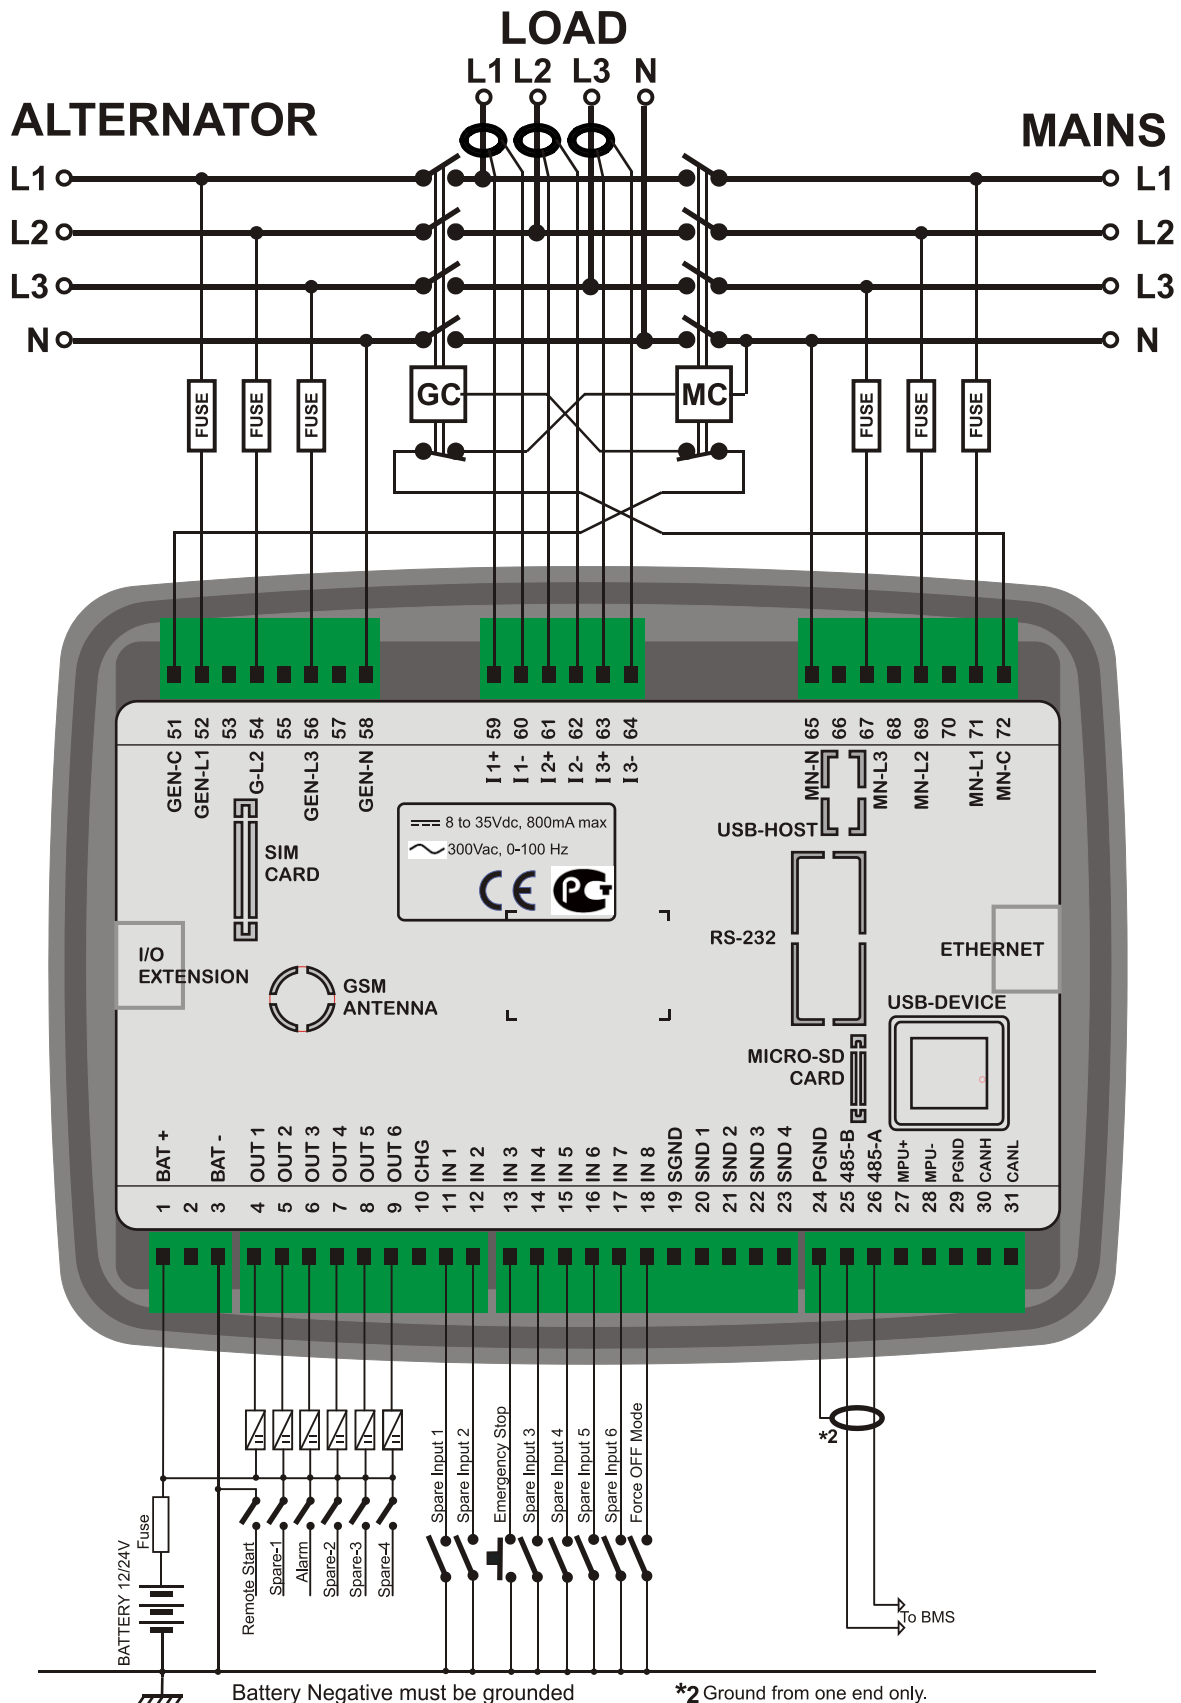 LOAD
L1 L2 L3 N
ALTERNATOR
MAINS
L1
L1
L2
L2
L3
L3
N
N
GC
MC
FUSE
FUSE
FUSE
FUSE
FUSE
FUSE
51 52 53 54 55 56 57 58
59 60 61 62 63 64
65 66 67 68 69 70 71 72
GEN-C
GEN-L1
G-L2
GEN-L3
GEN-N
I1+
I1-
I2+
I2-
I3+
I3-
MN-N
MN-L3
MN-L2
MN-L1
MN-C
8 to 35Vdc, 800mA max
300Vac, 0-100 Hz
CE
USB-HOST
SIM
CARD
RS-232
I/O
EXTENSION
ETHERNET
GSM
ANTENNA
USB-DEVICE
MICRO-SD
CARD
BAT +
BAT -
OUT 1
OUT 2
OUT 3
OUT 4
OUT 5
OUT 6
CHG
IN 1
IN 2
IN 3
IN 4
IN 5
IN 6
IN 7
IN 8
SGND
SND 1
SND 2
SND 3
SND 4
PGND
485-B
485-A
MPU+
MPU-
PGND
CANH
CANL
1 2 3 4 5 6 7 8 9 10 11 12 13 14 15 16 17 18 19 20 21 22 23 24 25 26 27 28 29 30 31
Spare Input 1
Spare Input 2
Emergency Stop
Spare Input 3
Spare Input 4
Spare Input 5
Spare Input 6
Force OFF Mode
*2
Fuse
BATTERY 12/24V
Remote Start
Spare-1
Alarm
Spare-2
Spare-3
Spare-4
To BMS
Battery Negative must be grounded
*2 Ground from one end only.